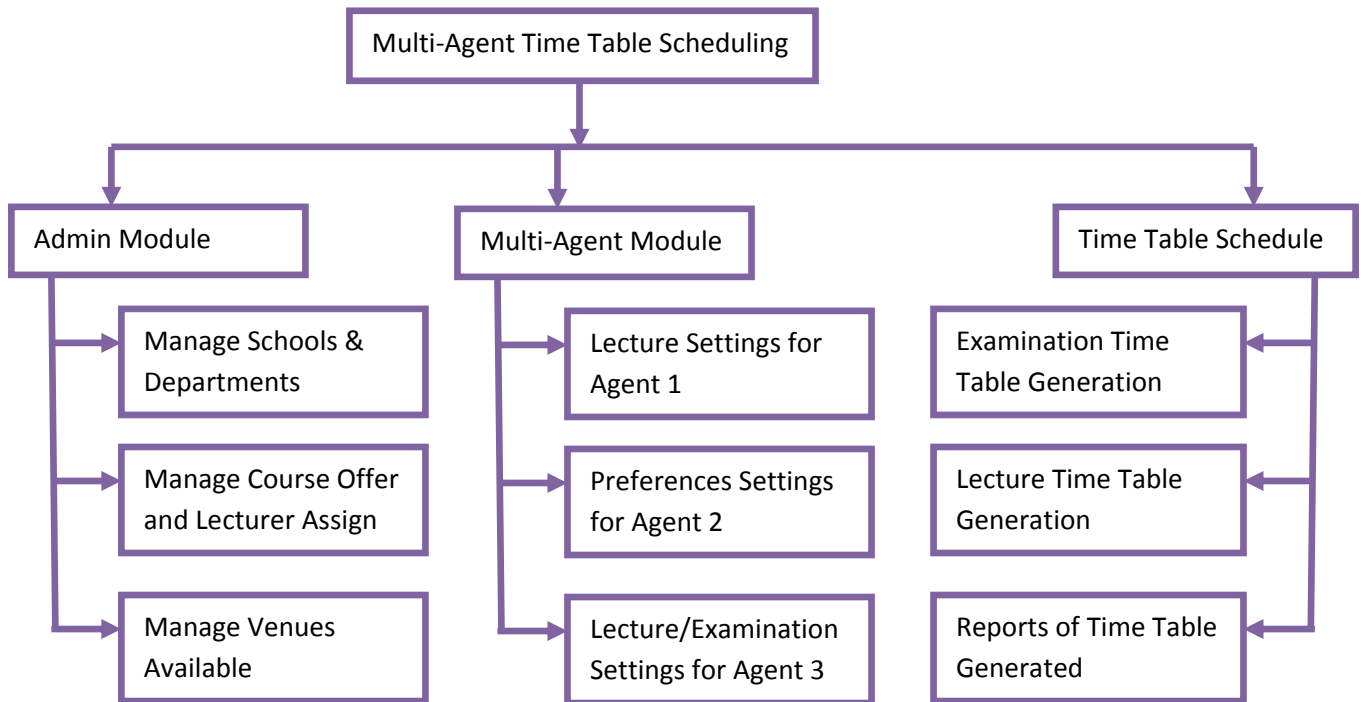 Multi-Agent Time Table Scheduling
Admin Module
Multi-Agent Module
Time Table Schedule
Manage Schools &
Departments
Lecture Settings for
Agent 1
Examination Time
Table Generation
Manage Course Offer
and Lecturer Assign
Preferences Settings
for Agent 2
Lecture Time Table
Generation
Manage Venues
Available
Lecture/Examination
Settings for Agent 3
Reports of Time Table
Generated